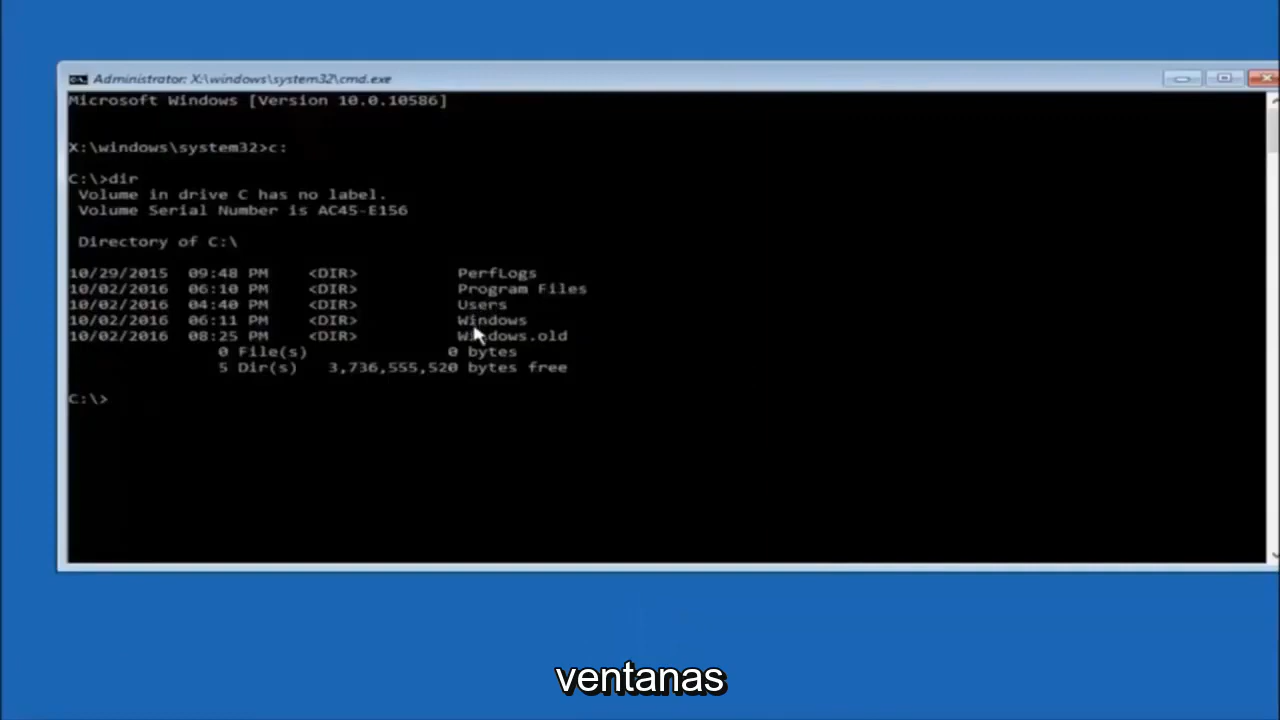 Administrator: X:\windows\system32\cmd.exe
Microsoft Windows [Version 10.0.10586]
X:\windows\system32>c:
C:\>dir
Volume in drive C has no label.
Volume Serial Number is AC45-E156
Directory of C:\
10/29/2015 09:48 PM <DIR> PerfLogs
10/02/2016 06:10 PM <DIR> Program Files
10/02/2016 04:40 PM <DIR> Users
10/02/2016 06:11 PM <DIR> Windows
10/02/2016 08:25 PM <DIR> Windows.old
0 File(s) 0 bytes
5 Dir(s) 3,736,555,520 bytes free
C:\>
ventanas